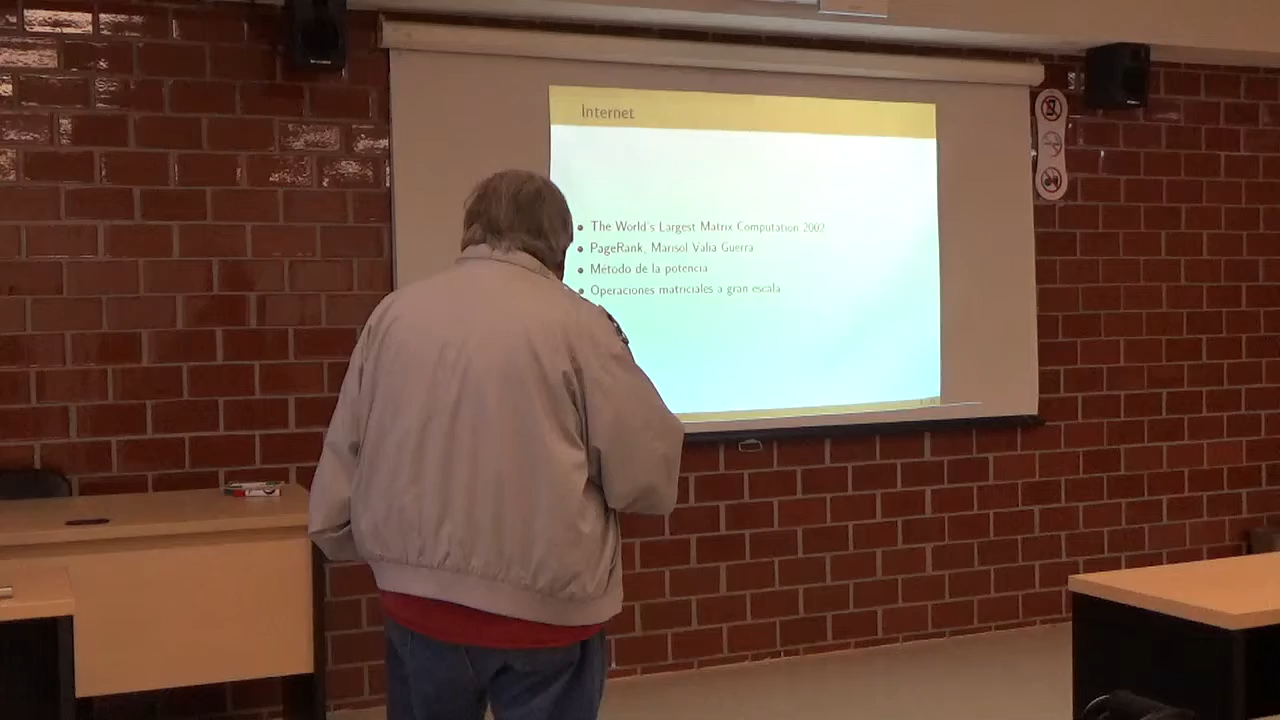 Internet
The World's Largest Matrix Computation 2002
PageRank, Marisol Valia Guerra
Método de la potencia
Operaciones matriciales a gran escala